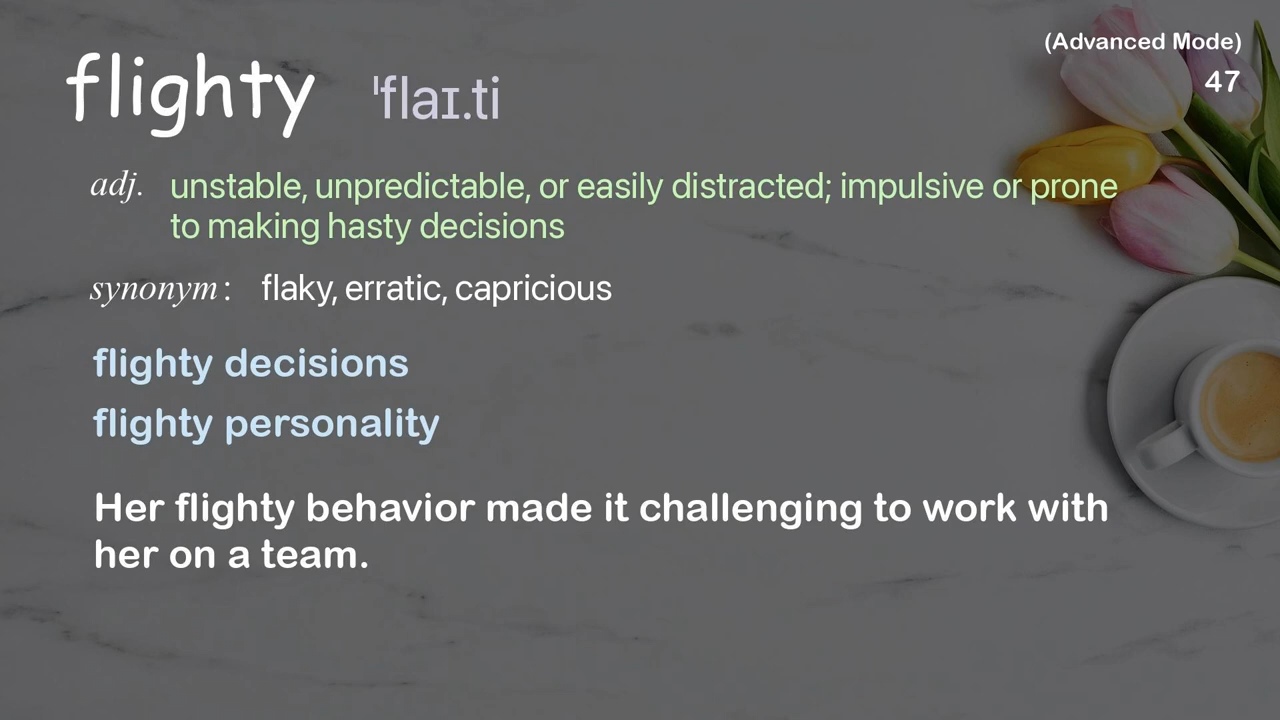 (Advanced Mode)
flighty ˈflaɪ.ti
47
adj. unstable, unpredictable, or easily distracted; impulsive or prone
to making hasty decisions
synonym : flaky, erratic, capricious
flighty decisions
flighty personality
Her flighty behavior made it challenging to work with
her on a team.